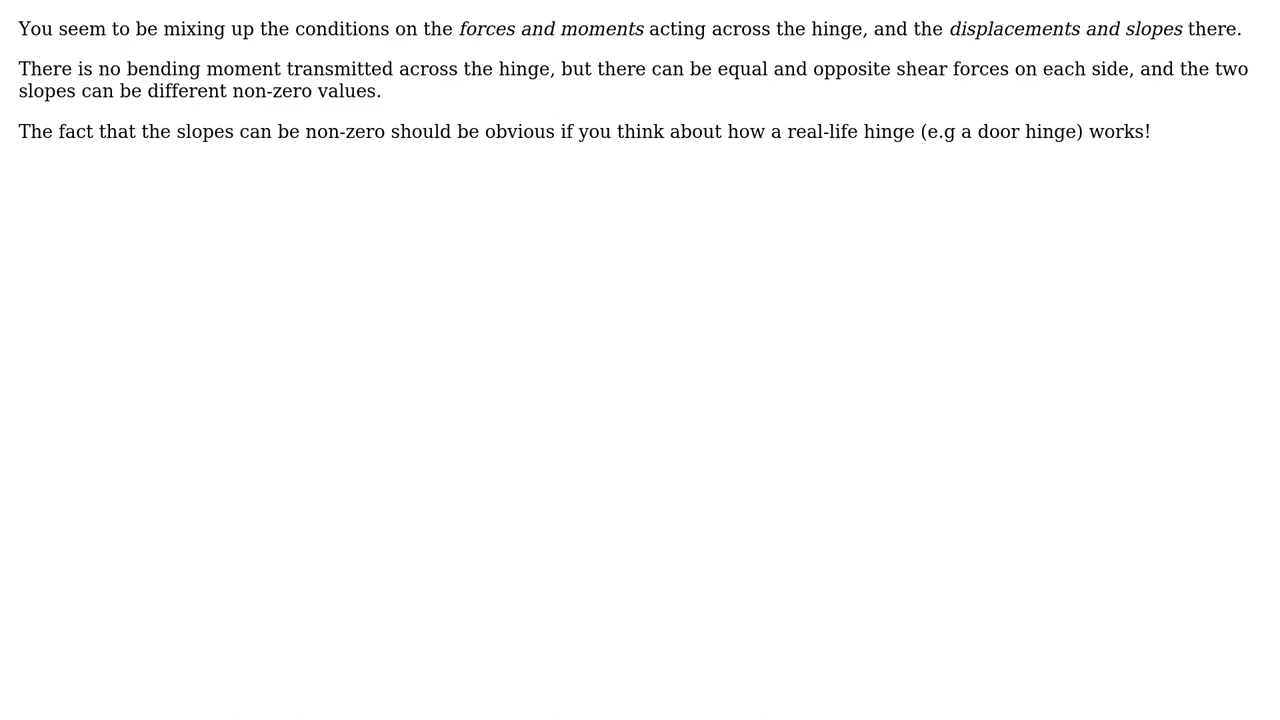 You seem to be mixing up the conditions on the forces and moments acting across the hinge, and the displacements and slopes there.
There is no bending moment transmitted across the hinge, but there can be equal and opposite shear forces on each side, and the two
slopes can be different non-zero values.
The fact that the slopes can be non-zero should be obvious if you think about how a real-life hinge (e.g a door hinge) works!